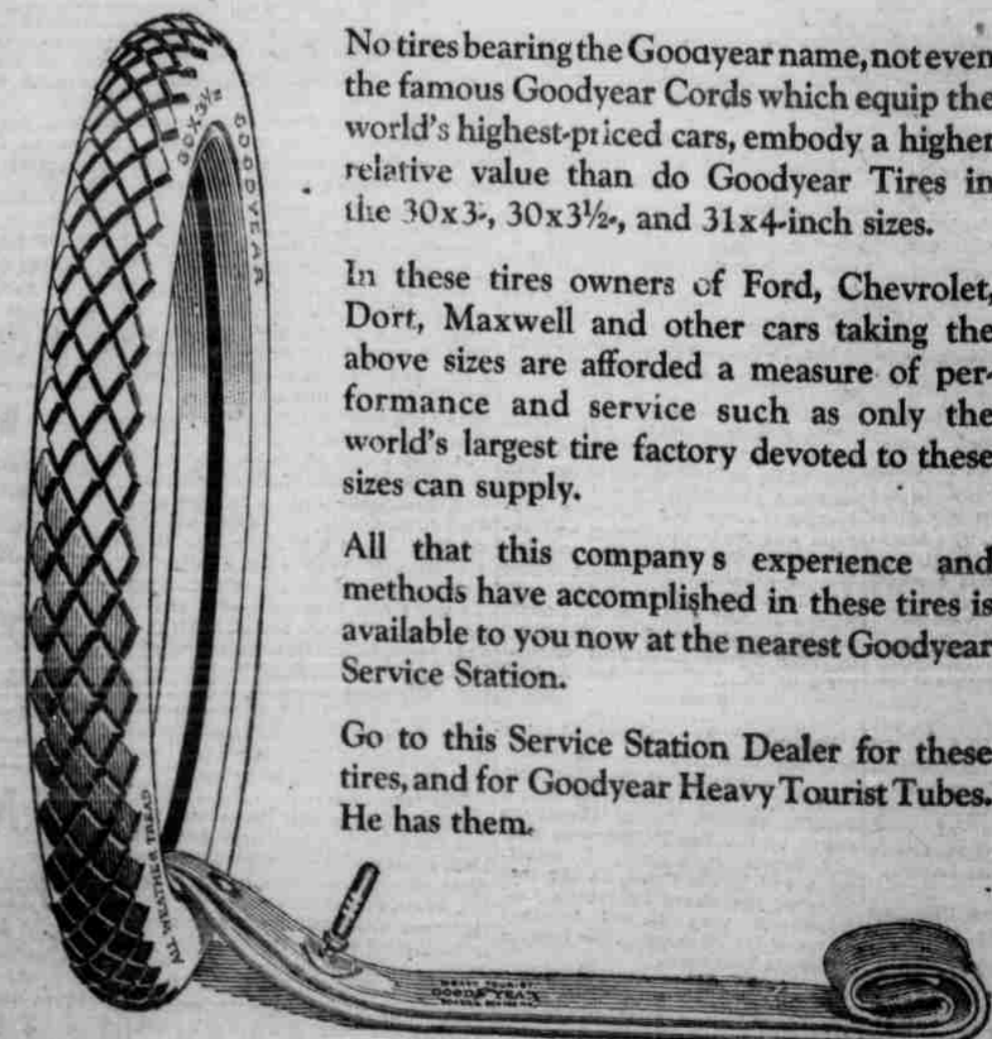 No tires bearing the Goodyear name, not even
the famous Goodyear Cords which equip the
world's highest-priced cars, embody a higher
relative value than do Goodyear Tires in
the 30x3-, 30x3½-, and 31x4-inch sizes.
In these tires owners of Ford, Chevrolet,
Dort, Maxwell and other cars taking the
above sizes are afforded a measure of per-
formance and service such as only the
world's largest tire factory devoted to these
sizes can supply.
All that this company s experience and
methods have accomplished in these tires is
available to you now at the nearest Goodyear
Service Station.
Go to this Service Station Dealer for these
tires, and for Goodyear Heavy Tourist Tubes.
He has them.
30X3½
GOODYEAR
ALL WEATHER TREAD
HEAVY TOURIST
GOODYEAR